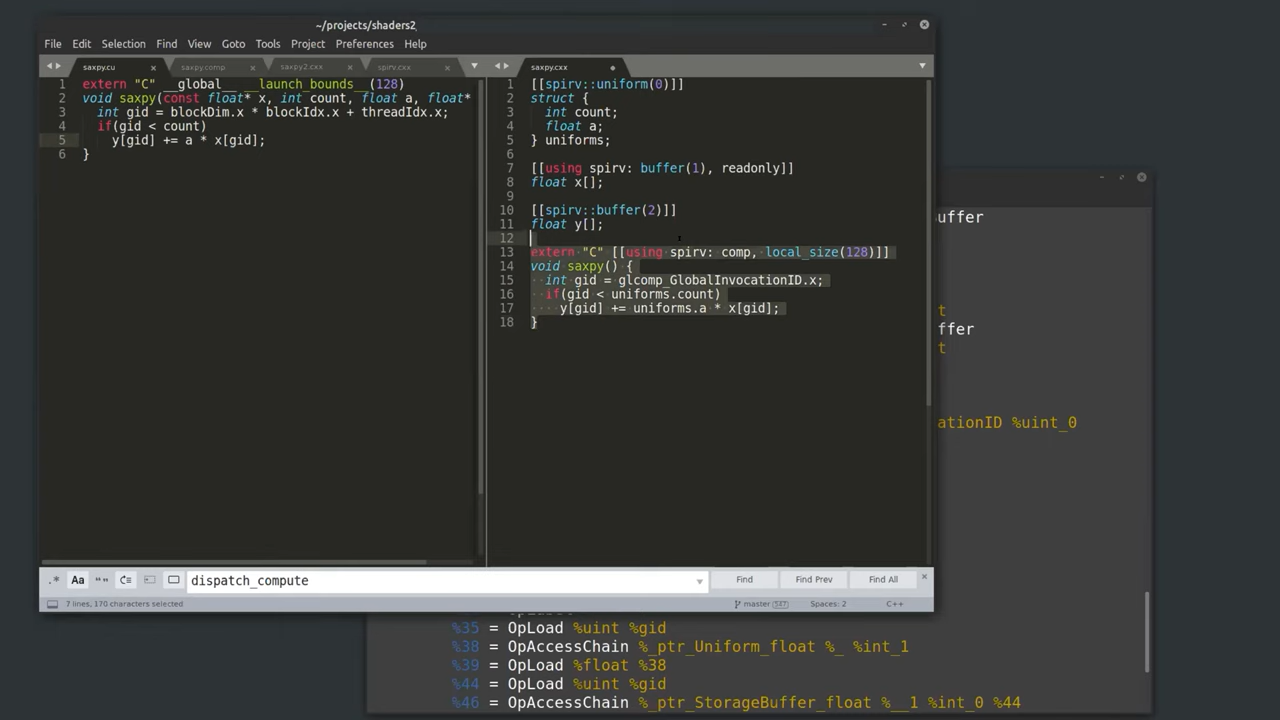 ~/projects/shaders2
File Edit Selection Find View Goto Tools Project Preferences Help
saxpy.cu saxpy.comp saxpy2.cxx spirv.cxx
1 extern "C" __global__ __launch_bounds__(128)
2 void saxpy(const float* x, int count, float a, float*
3 int gid = blockDim.x * blockIdx.x + threadIdx.x;
4 if(gid < count)
5 y[gid] += a * x[gid];
6 }
saxpy.cxx
1 [[spirv::uniform(0)]]
2 struct {
3 int count;
4 float a;
5 } uniforms;
6
7 [[using spirv: buffer(1), readonly]]
8 float x[];
9
10 [[spirv::buffer(2)]]
11 float y[];
12
13 extern "C" [[using spirv: comp, local_size(128)]]
14 void saxpy() {
15 int gid = glcomp_GlobalInvocationID.x;
16 if(gid < uniforms.count)
17 y[gid] += uniforms.a * x[gid];
18 }
.* Aa "" dispatch_compute Find Find Prev Find All
7 lines, 170 characters selected master 547 Spaces: 2 C++
uffer
t
ffer
t
ationID %uint_0
%35 = OpLoad %uint %gid
%38 = OpAccessChain %_ptr_Uniform_float %_ %int_1
%39 = OpLoad %float %38
%44 = OpLoad %uint %gid
%46 = OpAccessChain %_ptr_StorageBuffer_float %__1 %int_0 %44